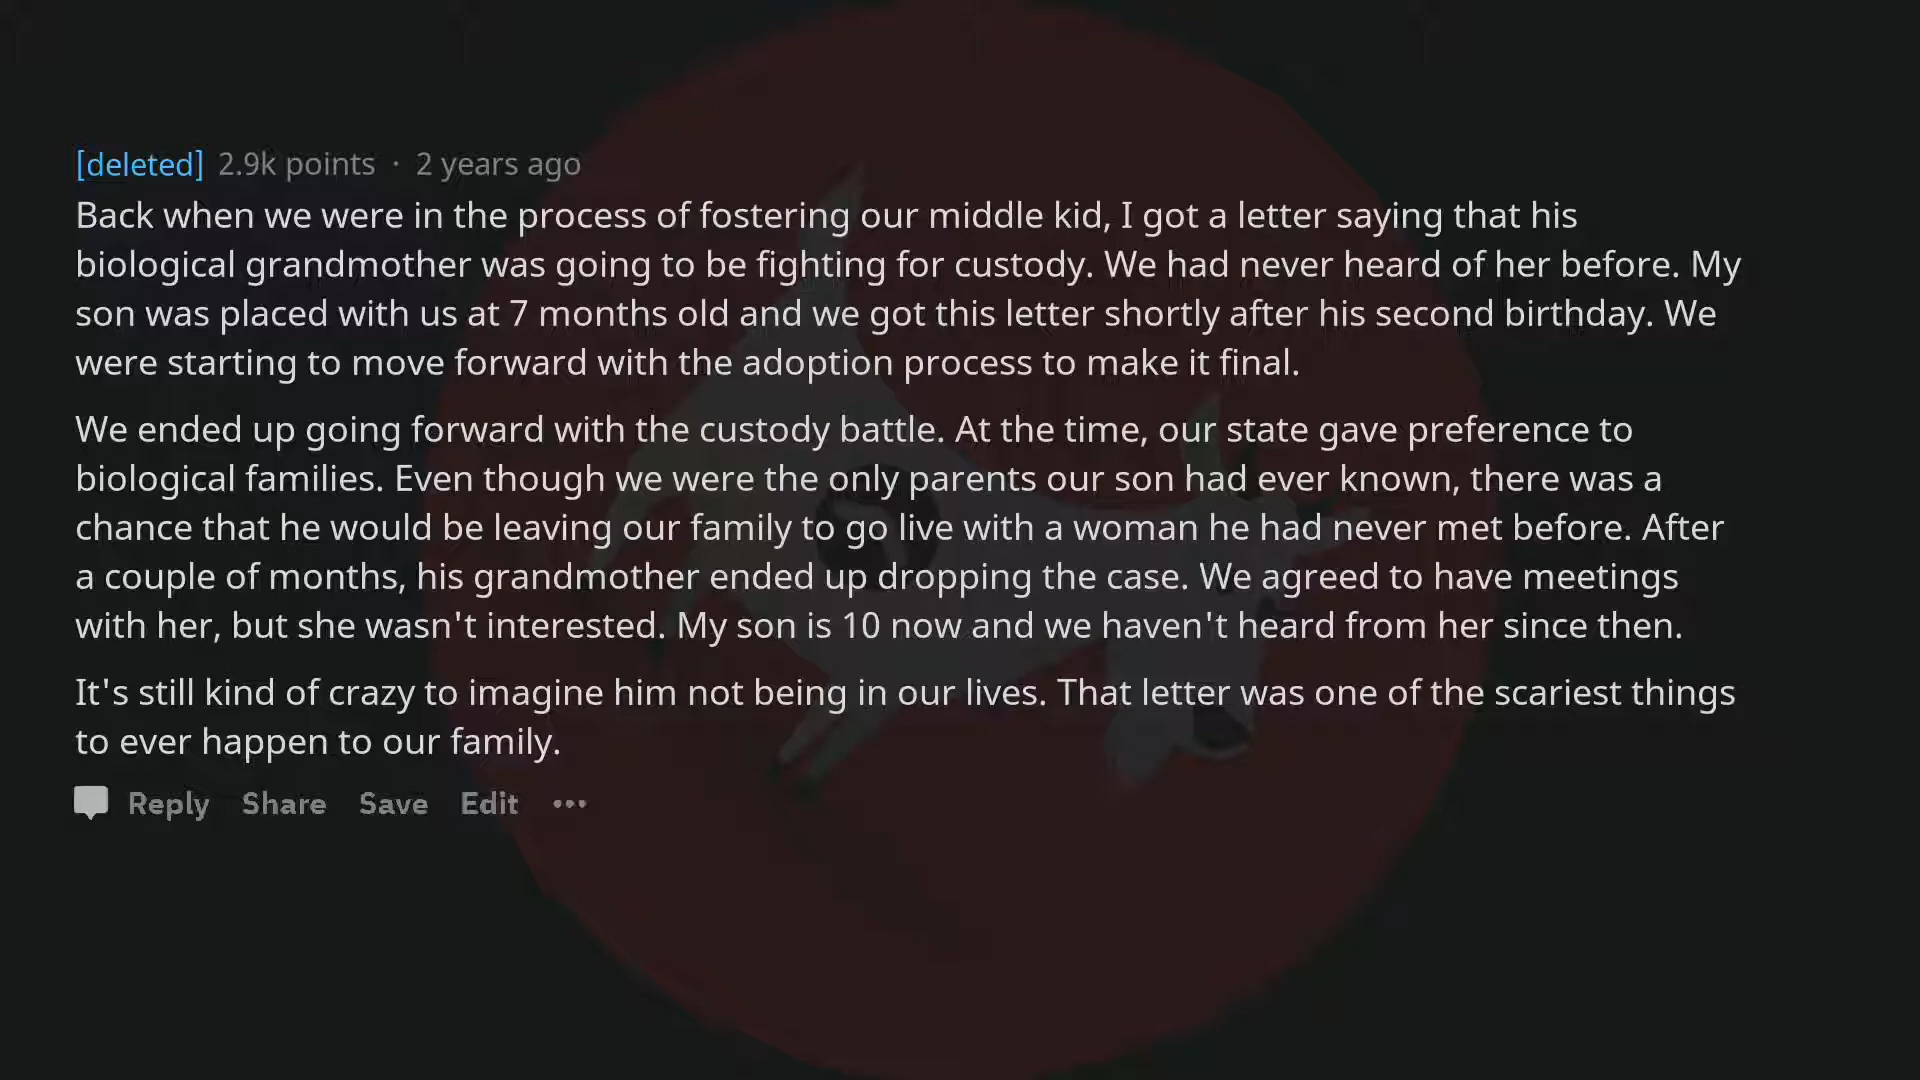 [deleted] 2.9k points · 2 years ago
Back when we were in the process of fostering our middle kid, I got a letter saying that his
biological grandmother was going to be fighting for custody. We had never heard of her before. My
son was placed with us at 7 months old and we got this letter shortly after his second birthday. We
were starting to move forward with the adoption process to make it final.
We ended up going forward with the custody battle. At the time, our state gave preference to
biological families. Even though we were the only parents our son had ever known, there was a
chance that he would be leaving our family to go live with a woman he had never met before. After
a couple of months, his grandmother ended up dropping the case. We agreed to have meetings
with her, but she wasn't interested. My son is 10 now and we haven't heard from her since then.
It's still kind of crazy to imagine him not being in our lives. That letter was one of the scariest things
to ever happen to our family.
Reply Share Save Edit •••